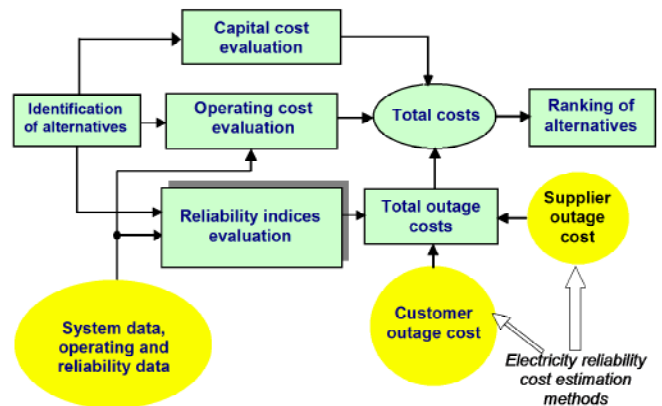 Capital cost
evaluation
Identification
of alternatives
Operating cost
evaluation
Total costs
Ranking of
alternatives
Reliability indices
evaluation
Total outage
costs
Supplier
outage
cost
System data,
operating and
reliability data
Customer
outage cost
Electricity reliability
cost estimation
methods